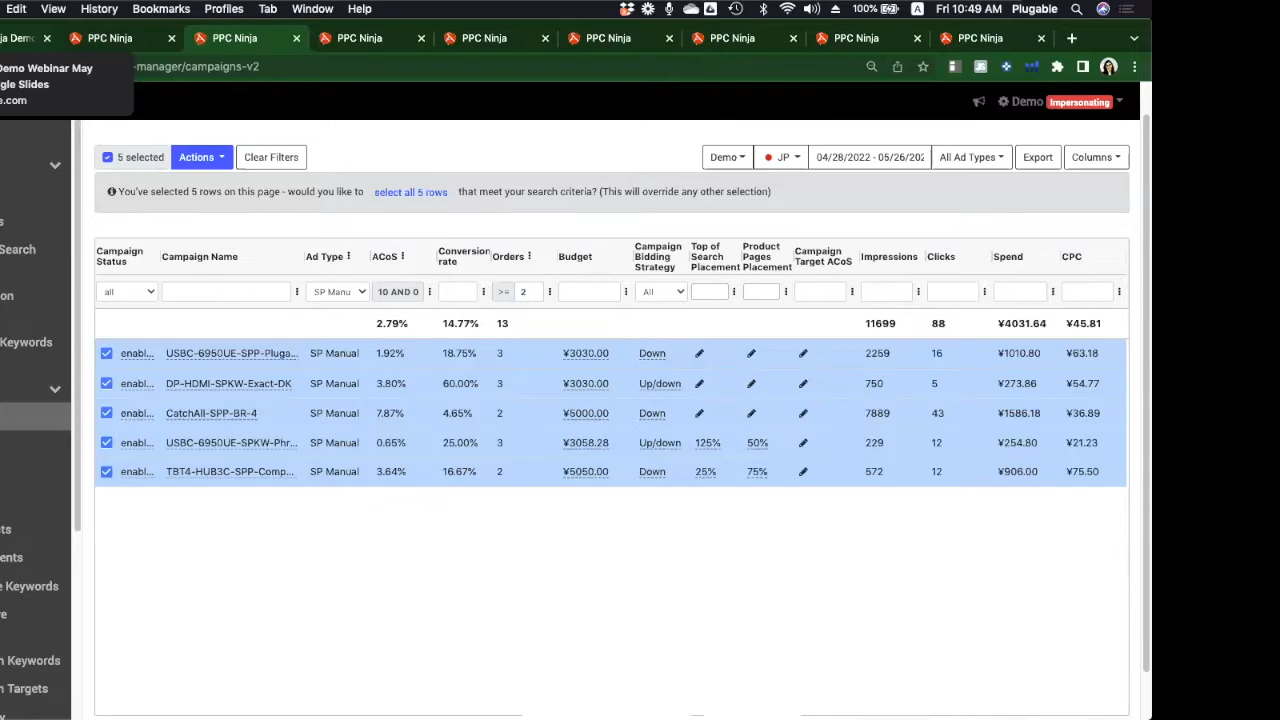 Edit View History Bookmarks Profiles Tab Window Help 100% A Fri 10:49 AM Plugable
ja Demo PPC Ninja PPC Ninja PPC Ninja PPC Ninja PPC Ninja PPC Ninja PPC Ninja PPC Ninja
Demo Webinar May
gle Slides
e.com
-manager/campaigns-v2
Demo Impersonating
5 selected Actions Clear Filters Demo JP 04/28/2022 - 05/26/202 All Ad Types Export Columns
You've selected 5 rows on this page - would you like to select all 5 rows that meet your search criteria? (This will override any other selection)
s
Search
on
Keywords
ts
ents
e Keywords
re
n Keywords
n Targets
Campaign Status Campaign Name Ad Type ACoS Conversion rate Orders Budget Campaign Bidding Strategy Top of Search Placement Product Pages Placement Campaign Target ACoS Impressions Clicks Spend CPC
all SP Manu 10 AND 0 >= 2 All
2.79% 14.77% 13 11699 88 ¥4031.64 ¥45.81
enabl... USBC-6950UE-SPP-Pluga... SP Manual 1.92% 18.75% 3 ¥3030.00 Down 2259 16 ¥1010.80 ¥63.18
enabl... DP-HDMI-SPKW-Exact-DK SP Manual 3.80% 60.00% 3 ¥3030.00 Up/down 750 5 ¥273.86 ¥54.77
enabl... CatchAll-SPP-BR-4 SP Manual 7.87% 4.65% 2 ¥5000.00 Down 7889 43 ¥1586.18 ¥36.89
enabl... USBC-6950UE-SPKW-Phr... SP Manual 0.65% 25.00% 3 ¥3058.28 Up/down 125% 50% 229 12 ¥254.80 ¥21.23
enabl... TBT4-HUB3C-SPP-Comp... SP Manual 3.64% 16.67% 2 ¥5050.00 Down 25% 75% 572 12 ¥906.00 ¥75.50